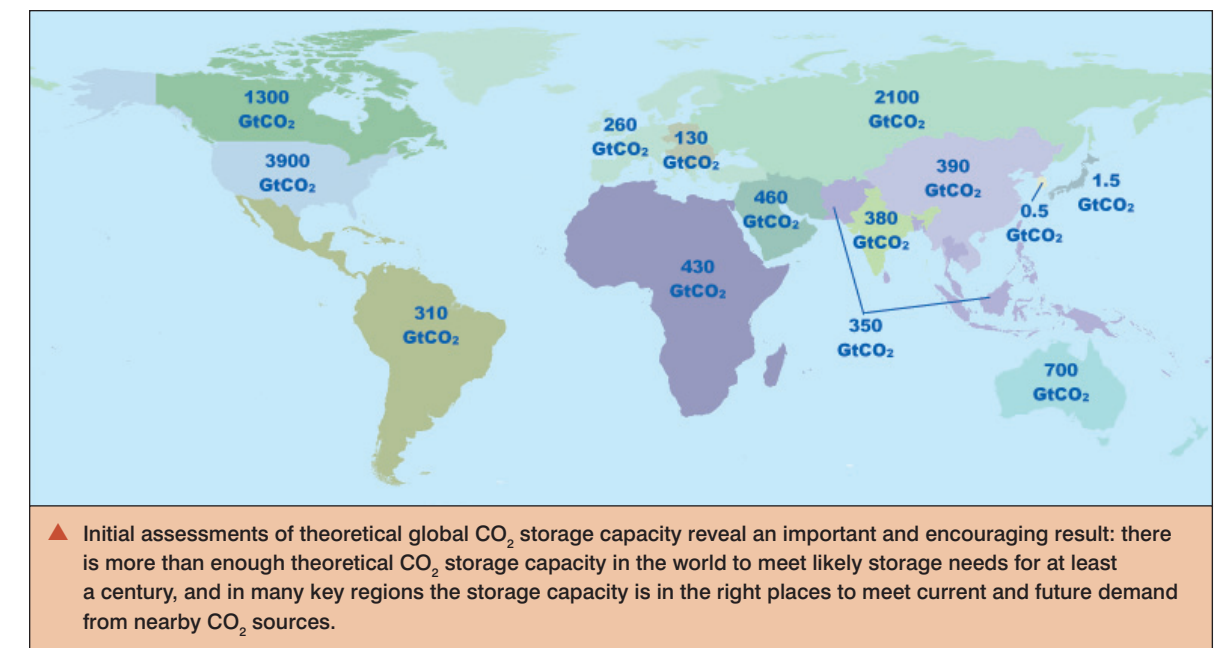 1300
GtCO₂
3900
GtCO₂
260
GtCO₂
130
GtCO₂
2100
GtCO₂
460
GtCO₂
380
GtCO₂
390
GtCO₂
0.5
GtCO₂
1.5
GtCO₂
430
GtCO₂
310
GtCO₂
350
GtCO₂
700
GtCO₂
▲ Initial assessments of theoretical global CO₂ storage capacity reveal an important and encouraging result: there
is more than enough theoretical CO₂ storage capacity in the world to meet likely storage needs for at least
a century, and in many key regions the storage capacity is in the right places to meet current and future demand
from nearby CO₂ sources.